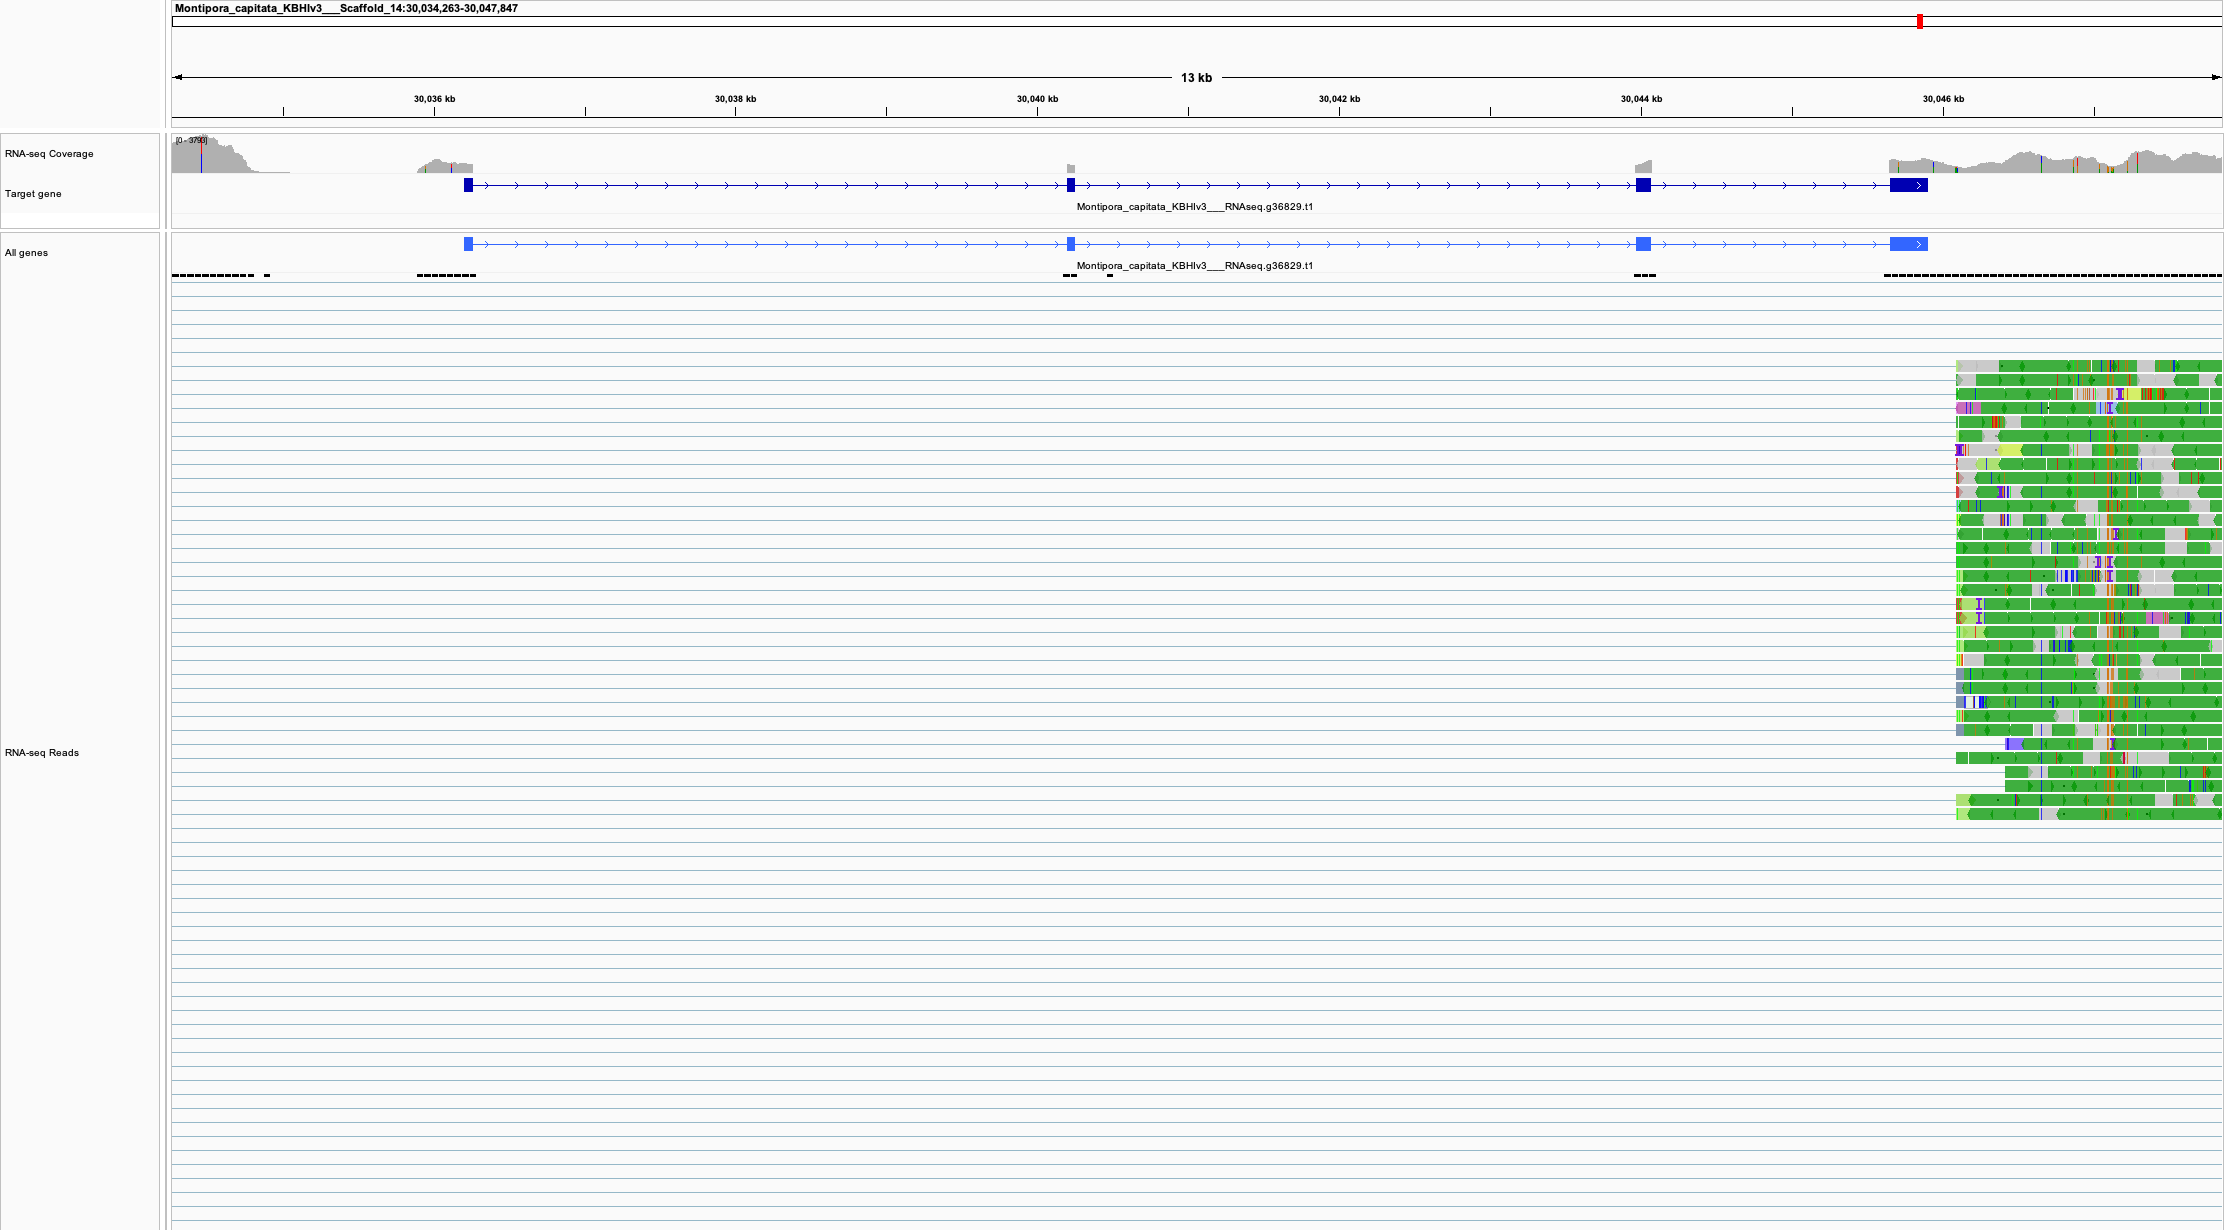 Montipora_capitata_KBHIv3___Scaffold_14:30,034,263-30,047,847
13 kb
30,036 kb 30,038 kb 30,040 kb 30,042 kb 30,044 kb 30,046 kb
[0 - 3793]
RNA-seq Coverage
Target gene
Montipora_capitata_KBHIv3___RNAseq.g36829.t1
All genes
Montipora_capitata_KBHIv3___RNAseq.g36829.t1
RNA-seq Reads